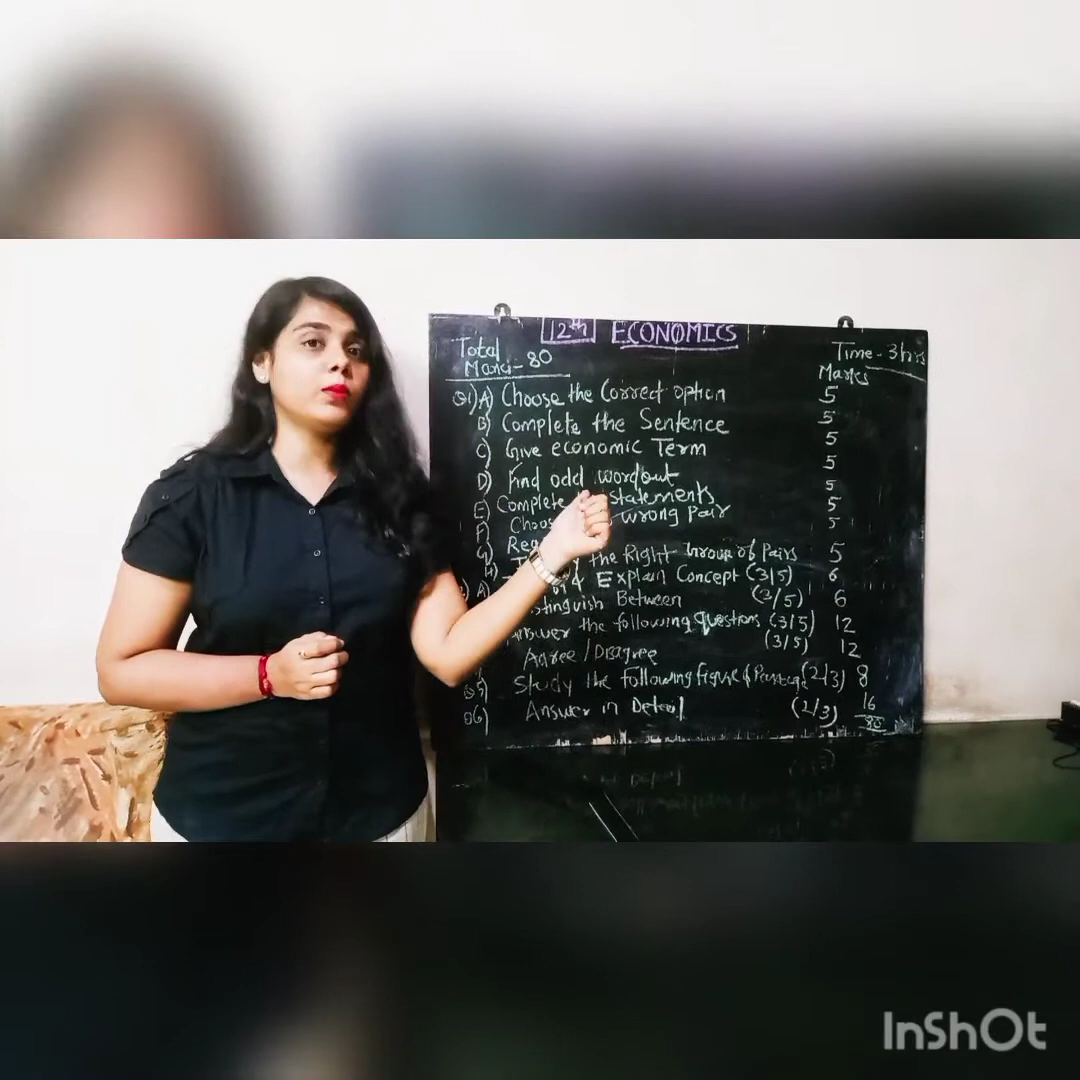 12th ECONOMICS
Total Time - 3hrs
Marks - 80 Marks
Q1) A) Choose the Correct option 5
B) Complete the Sentence 5
C) Give economic Term 5
D) Find odd word out 5
E) Complete statements 5
F) wrong Pair 5
G) 5
H) the Right Group of Pairs 5
A) & Explain Concept (3/5) 6
Between (3/5) 6
the following questions (3/5) 12
Agree / Disagree (3/5) 12
Q5) Study the following figure & Passage (2/3) 8
Q6) Answer in Detail (2/3) 16
80
InShOt